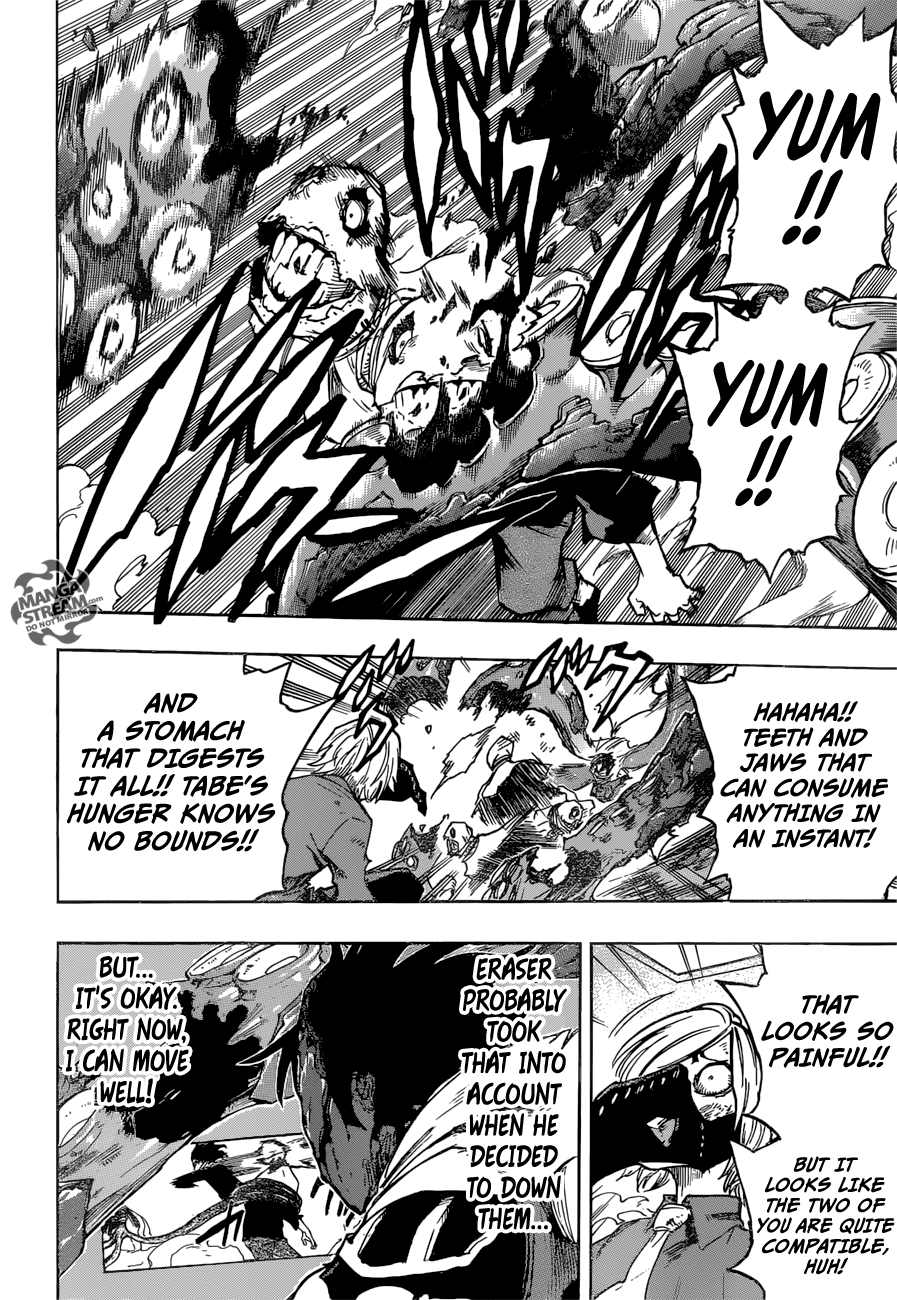 YUM
!!
YUM
!!
MANGA
STREAM.com
DO NOT MIRROR
HAHAHA!!
TEETH AND
JAWS THAT
CAN CONSUME
ANYTHING IN
AN INSTANT!
AND
A STOMACH
THAT DIGESTS
IT ALL!! TABE'S
HUNGER KNOWS
NO BOUNDS!!
THAT
LOOKS SO
PAINFUL!!
BUT IT
LOOKS LIKE
THE TWO OF
YOU ARE QUITE
COMPATIBLE,
HUH!
ERASER
PROBABLY
TOOK
THAT INTO
ACCOUNT
WHEN HE
DECIDED
TO DOWN
THEM...
BUT...
IT'S OKAY.
RIGHT NOW,
I CAN MOVE
WELL!